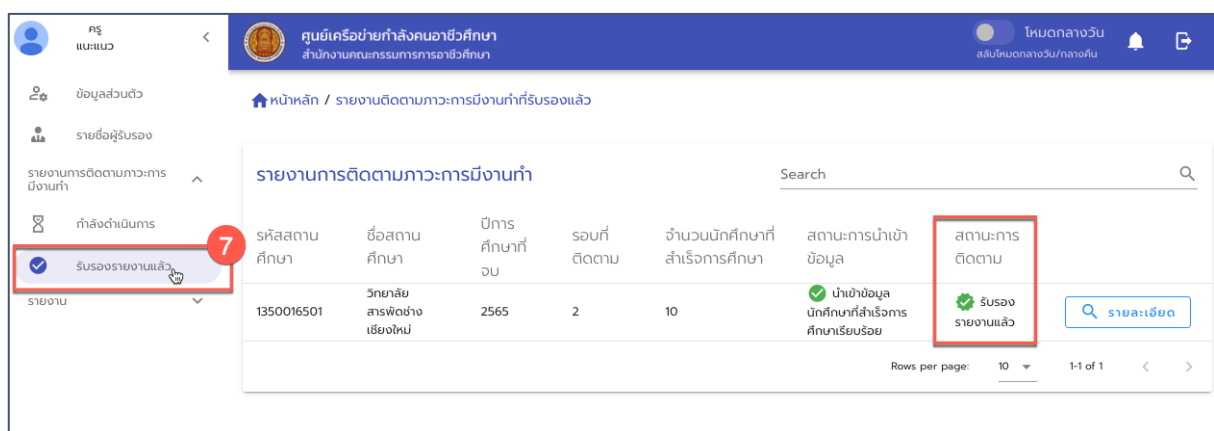 ครู
แนะแนว
ศูนย์เครือข่ายกำลังคนอาชีวศึกษา
สำนักงานคณะกรรมการการอาชีวศึกษา
โหมดกลางวัน
สลับโหมดกลางวัน/กลางคืน
ข้อมูลส่วนตัว
รายชื่อผู้รับรอง
รายงานการติดตามภาวะการ
มีงานทำ
กำลังดำเนินการ
7
รับรองรายงานแล้ว
รายงาน
หน้าหลัก / รายงานติดตามภาวะการมีงานทำที่รับรองแล้ว
รายงานการติดตามภาวะการมีงานทำ
Search
รหัสสถาน
ศึกษา
ชื่อสถาน
ศึกษา
ปีการ
ศึกษาที่
จบ
รอบที่
ติดตาม
จำนวนนักศึกษาที่
สำเร็จการศึกษา
สถานะการนำเข้า
ข้อมูล
สถานะการ
ติดตาม
1350016501
วิทยาลัย
สารพัดช่าง
เชียงใหม่
2565
2
10
นำเข้าข้อมูล
นักศึกษาที่สำเร็จการ
ศึกษาเรียบร้อย
รับรอง
รายงานแล้ว
รายละเอียด
Rows per page: 10 1-1 of 1